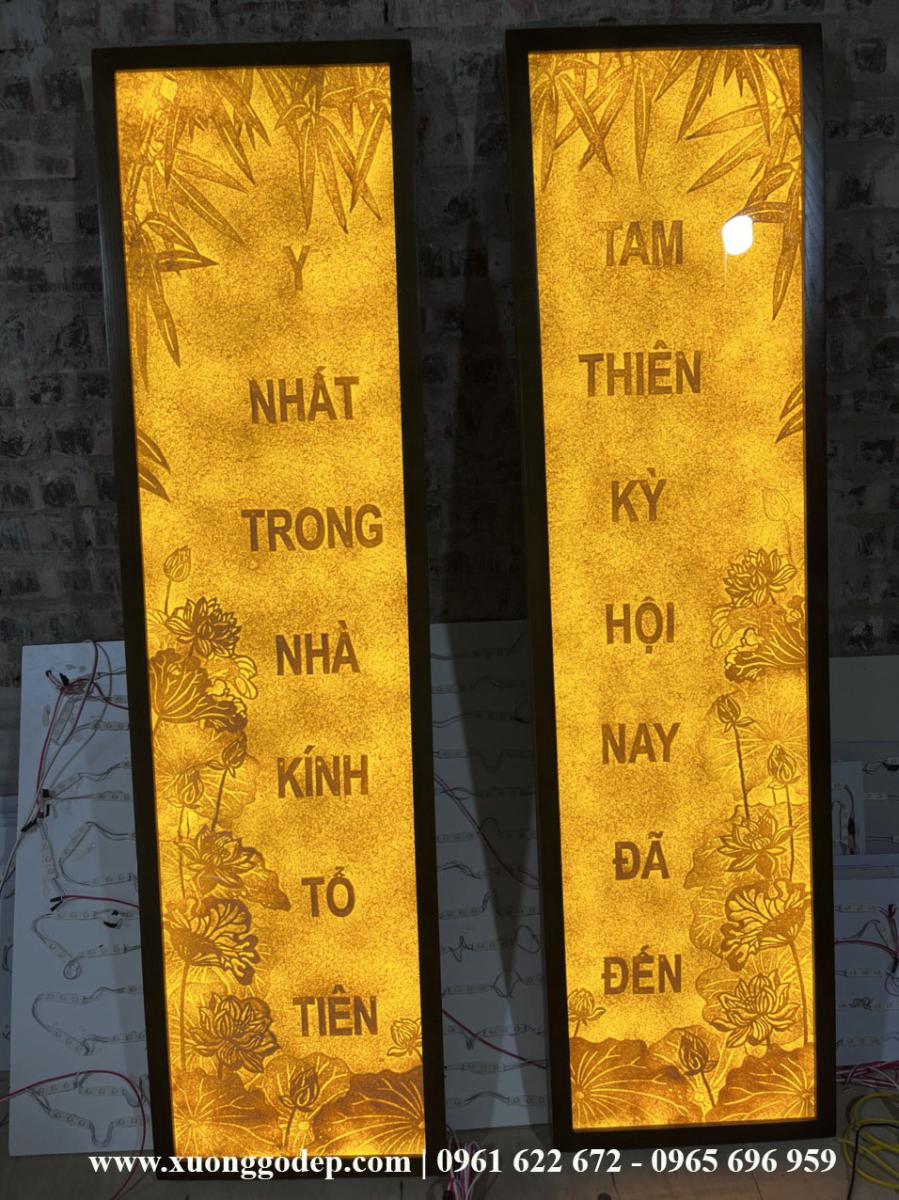 Y
NHẤT
TRONG
NHÀ
KÍNH
TỔ
TIÊN
TAM
THIÊN
KỲ
HỘI
NAY
ĐÃ
ĐẾN
www.xuonggodep.com | 0961 622 672 - 0965 696 959